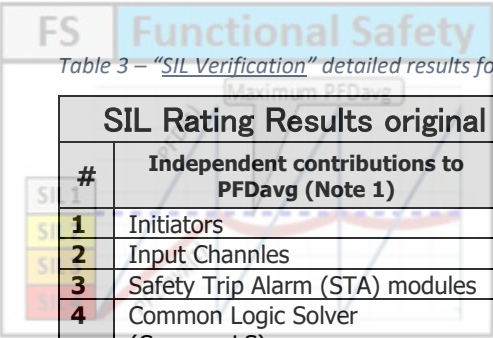 FS Functional Safety
Table 3 – “SIL Verification” detailed results fo
Maximum PFDavg
SIL Rating Results original
# Independent contributions to
PFDavg (Note 1)
SIL 1
1 Initiators
2 Input Channles
3 Safety Trip Alarm (STA) modules
4 Common Logic Solver